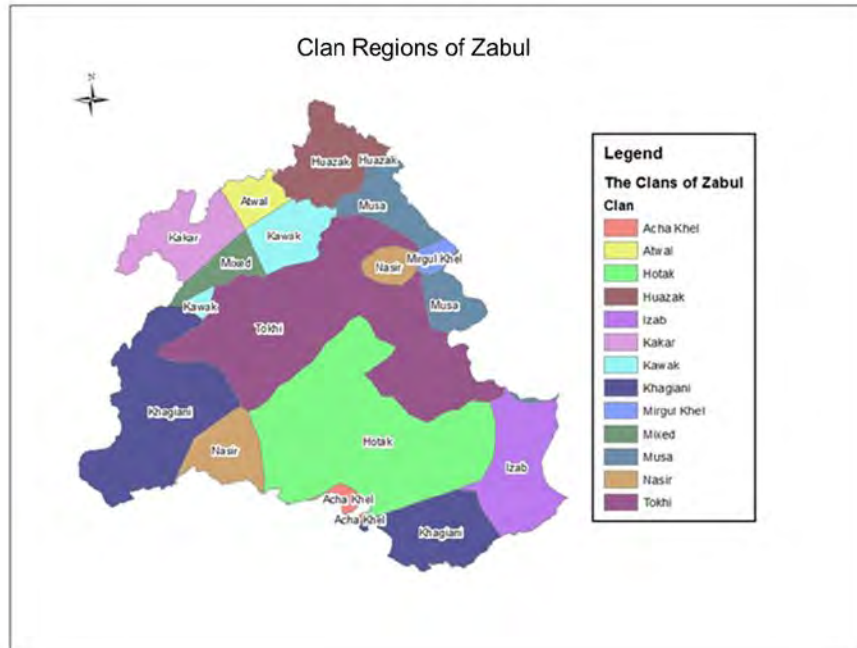 Clan Regions of Zabul
N
Huazak
Huazak
Atwal
Musa
Kakar
Kawak
Mixed
Nasir
Mirgul Khel
Kawak
Musa
Tokhi
Khagiani
Nasir
Hotak
Izab
Acha Khel
Acha Khel
Khagiani
Legend
The Clans of Zabul
Clan
Acha Khel
Atwal
Hotak
Huazak
Izab
Kakar
Kawak
Khagiani
Mirgul Khel
Mixed
Musa
Nasir
Tokhi